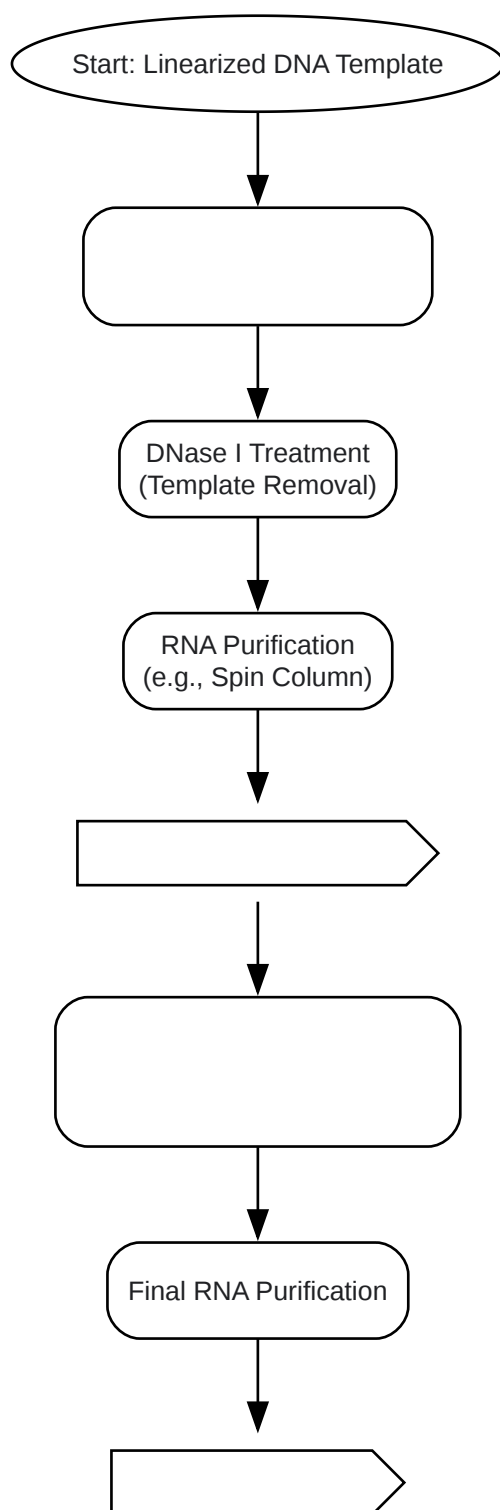 Start: Linearized DNA Template
DNase I Treatment
(Template Removal)
RNA Purification
(e.g., Spin Column)
Final RNA Purification